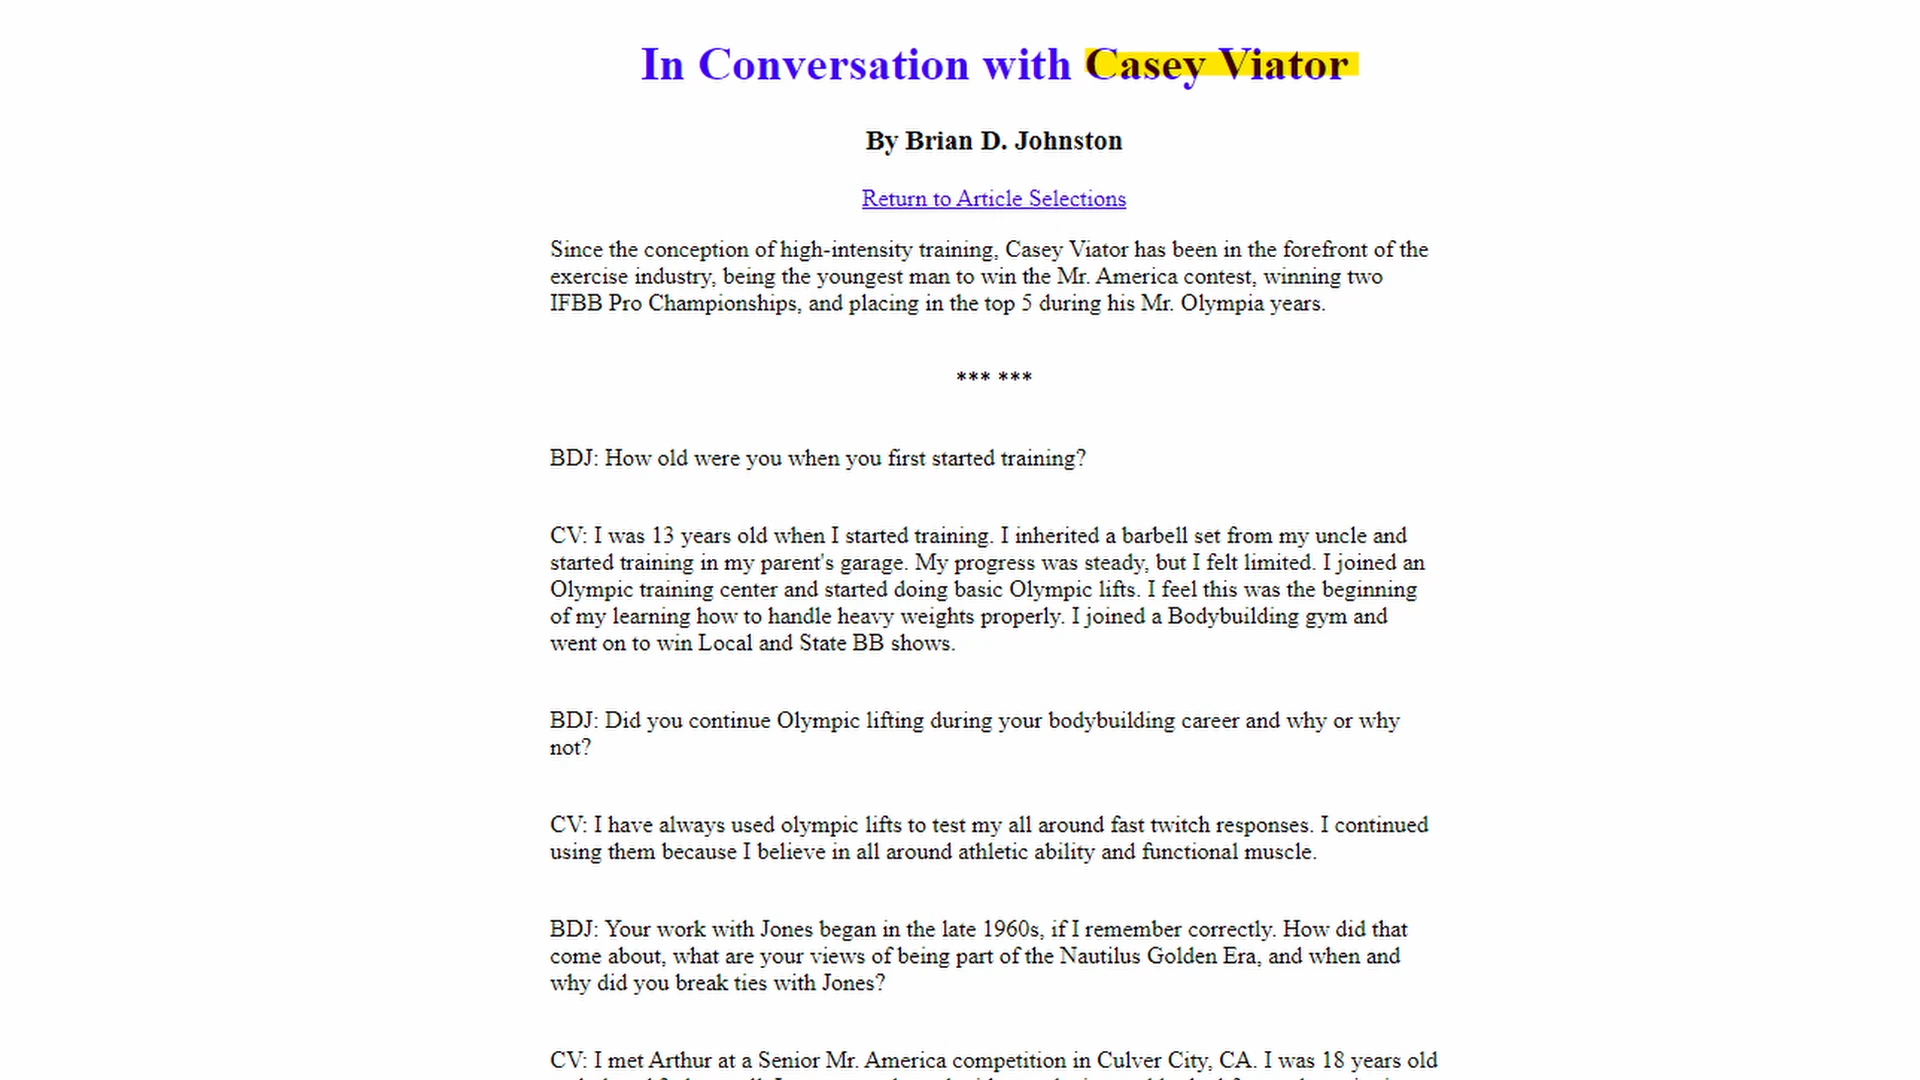 In Conversation with Casey Viator
By Brian D. Johnston
Return to Article Selections
Since the conception of high-intensity training, Casey Viator has been in the forefront of the
exercise industry, being the youngest man to win the Mr. America contest, winning two
IFBB Pro Championships, and placing in the top 5 during his Mr. Olympia years.
*** ***
BDJ: How old were you when you first started training?
CV: I was 13 years old when I started training. I inherited a barbell set from my uncle and
started training in my parent's garage. My progress was steady, but I felt limited. I joined an
Olympic training center and started doing basic Olympic lifts. I feel this was the beginning
of my learning how to handle heavy weights properly. I joined a Bodybuilding gym and
went on to win Local and State BB shows.
BDJ: Did you continue Olympic lifting during your bodybuilding career and why or why
not?
CV: I have always used olympic lifts to test my all around fast twitch responses. I continued
using them because I believe in all around athletic ability and functional muscle.
BDJ: Your work with Jones began in the late 1960s, if I remember correctly. How did that
come about, what are your views of being part of the Nautilus Golden Era, and when and
why did you break ties with Jones?
CV: I met Arthur at a Senior Mr. America competition in Culver City, CA. I was 18 years old